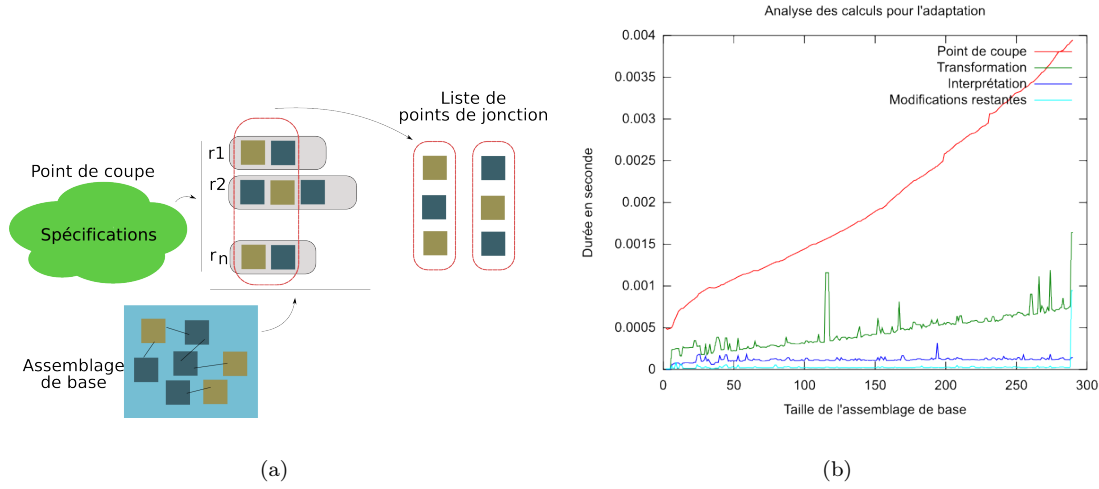 Liste de
points de jonction
Point de coupe
Spécifications
r1
r2
rn
Assemblage
de base
(a)
Analyse des calculs pour l'adaptation
Point de coupe
Transformation
Interprétation
Modifications restantes
Durée en seconde
0.004
0.0035
0.003
0.0025
0.002
0.0015
0.001
0.0005
0
0 50 100 150 200 250 300
Taille de l'assemblage de base
(b)